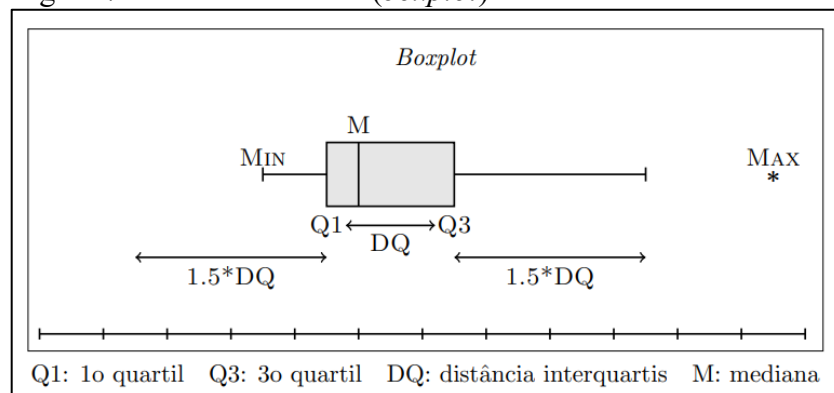 (boxplot)
Boxplot
M
MIN
MAX
*
Q1
Q3
DQ
1.5*DQ
1.5*DQ
Q1: 1o quartil Q3: 3o quartil DQ: distância interquartis M: mediana